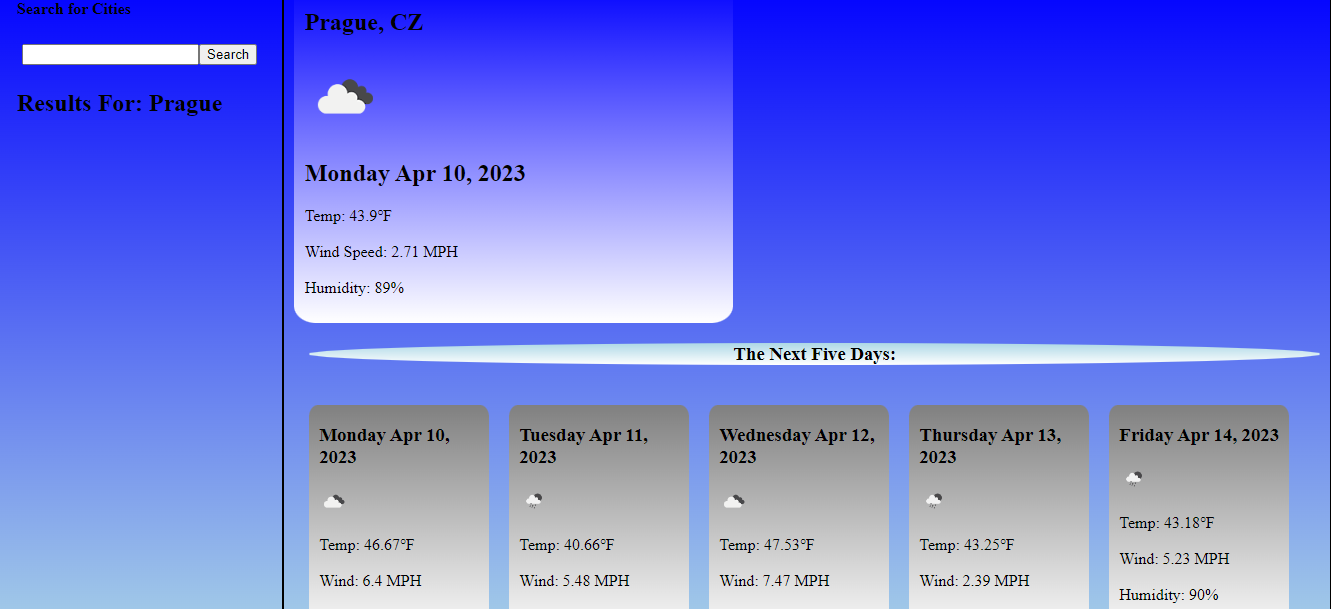 Search for Cities
Search
Results For: Prague
Prague, CZ
Monday Apr 10, 2023
Temp: 43.9°F
Wind Speed: 2.71 MPH
Humidity: 89%
The Next Five Days:
Monday Apr 10,
2023
Temp: 46.67°F
Wind: 6.4 MPH
Tuesday Apr 11,
2023
Temp: 40.66°F
Wind: 5.48 MPH
Wednesday Apr 12,
2023
Temp: 47.53°F
Wind: 7.47 MPH
Thursday Apr 13,
2023
Temp: 43.25°F
Wind: 2.39 MPH
Friday Apr 14, 2023
Temp: 43.18°F
Wind: 5.23 MPH
Humidity: 90%